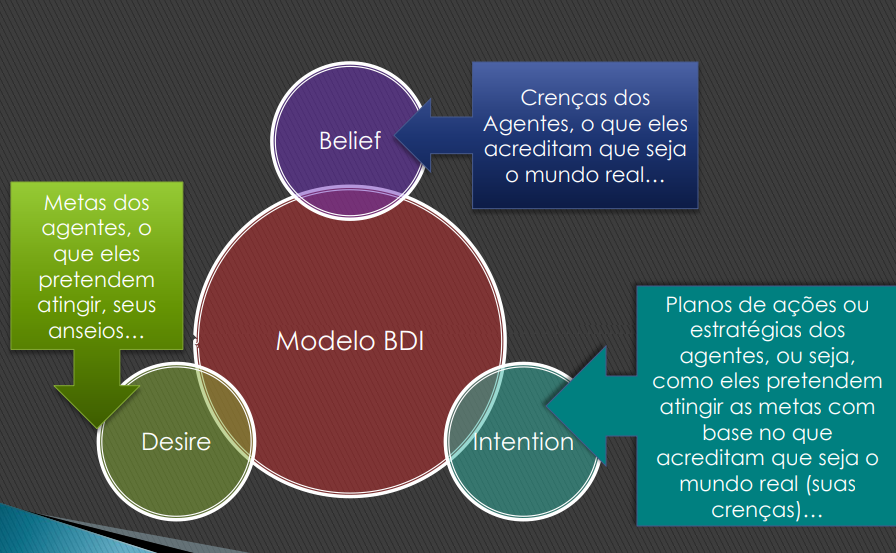 Belief
Crenças dos
Agentes, o que eles
acreditam que seja
o mundo real…
Metas dos
agentes, o
que eles
pretendem
atingir, seus
anseios…
Modelo BDI
Planos de ações ou
estratégias dos
agentes, ou seja,
como eles pretendem
atingir as metas com
base no que
acreditam que seja o
mundo real (suas
crenças)…
Desire
Intention